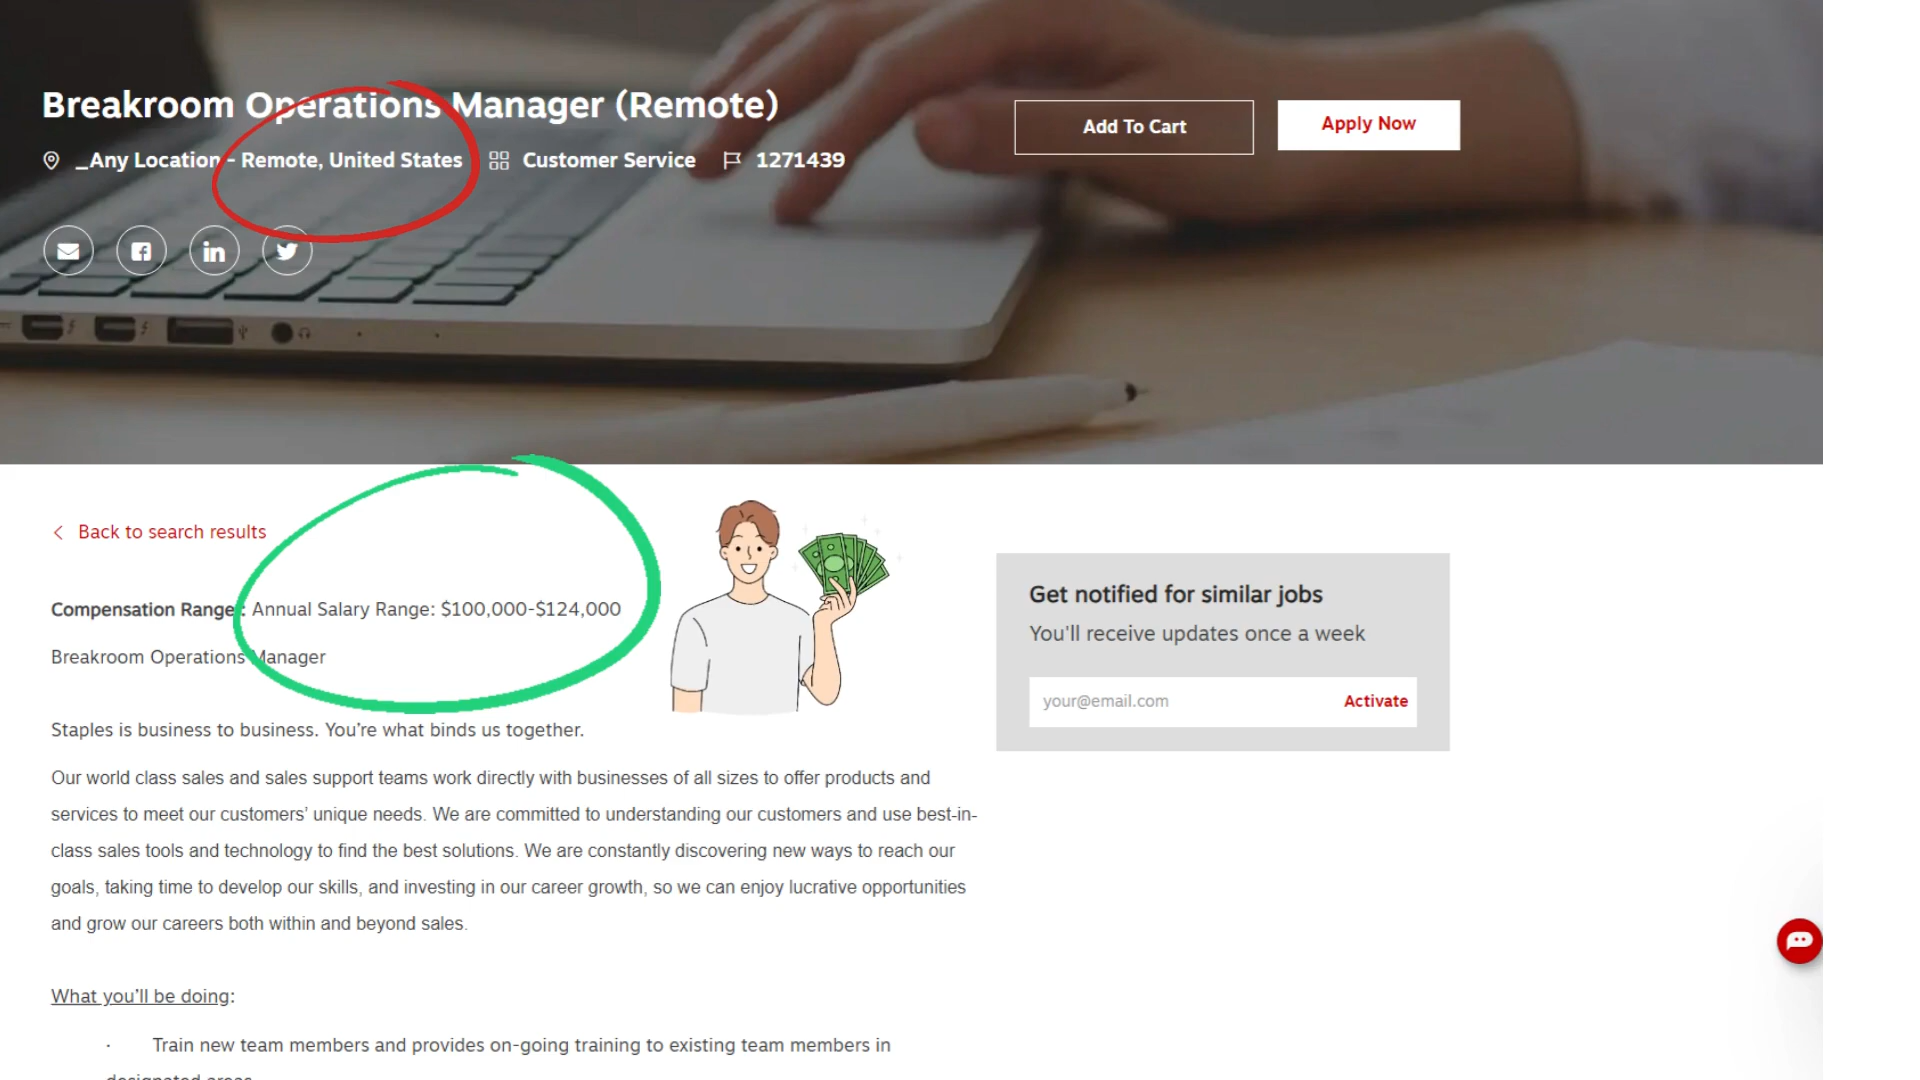 Breakroom Operations Manager (Remote)
_Any Location - Remote, United States
Customer Service
1271439
Add To Cart
Apply Now
Back to search results
Compensation Range: Annual Salary Range: $100,000-$124,000
Breakroom Operations Manager
Staples is business to business. You’re what binds us together.
Our world class sales and sales support teams work directly with businesses of all sizes to offer products and
services to meet our customers’ unique needs. We are committed to understanding our customers and use best-in-
class sales tools and technology to find the best solutions. We are constantly discovering new ways to reach our
goals, taking time to develop our skills, and investing in our career growth, so we can enjoy lucrative opportunities
and grow our careers both within and beyond sales.
What you’ll be doing:
· Train new team members and provides on-going training to existing team members in
designated areas
Get notified for similar jobs
You'll receive updates once a week
your@email.com
Activate